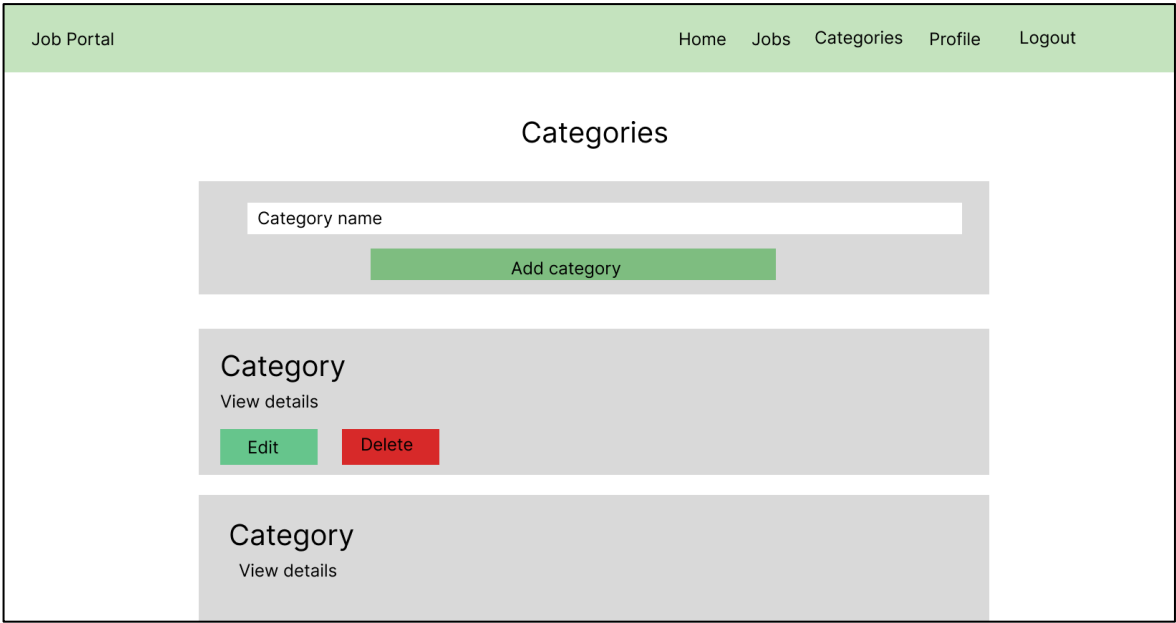 Job Portal Home Jobs Categories Profile Logout
Categories
Category name
Add category
Category
View details
Edit Delete
Category
View details